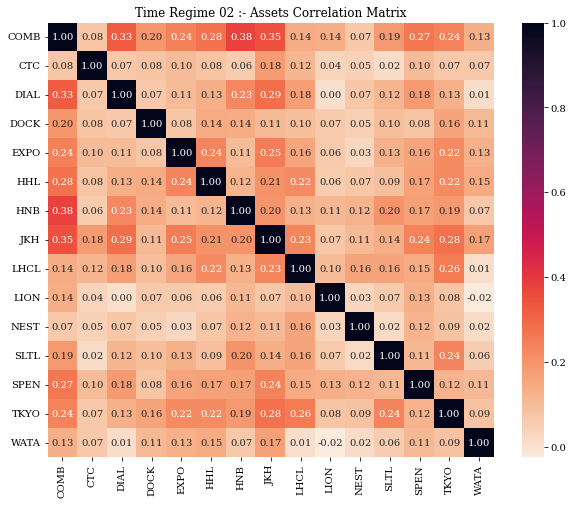 Time Regime 02 :- Assets Correlation Matrix
COMB 1.00 0.08 0.33 0.20 0.24 0.28 0.38 0.35 0.14 0.14 0.07 0.19 0.27 0.24 0.13
CTC 0.08 1.00 0.07 0.08 0.10 0.08 0.06 0.18 0.12 0.04 0.05 0.02 0.10 0.07 0.07
DIAL 0.33 0.07 1.00 0.07 0.11 0.13 0.23 0.29 0.18 0.00 0.07 0.12 0.18 0.13 0.01
DOCK 0.20 0.08 0.07 1.00 0.08 0.14 0.14 0.11 0.10 0.07 0.05 0.10 0.08 0.16 0.11
EXPO 0.24 0.10 0.11 0.08 1.00 0.24 0.11 0.25 0.16 0.06 0.03 0.13 0.16 0.22 0.13
HHL 0.28 0.08 0.13 0.14 0.24 1.00 0.12 0.21 0.22 0.06 0.07 0.09 0.17 0.22 0.15
HNB 0.38 0.06 0.23 0.14 0.11 0.12 1.00 0.20 0.13 0.11 0.12 0.20 0.17 0.19 0.07
JKH 0.35 0.18 0.29 0.11 0.25 0.21 0.20 1.00 0.23 0.07 0.11 0.14 0.24 0.28 0.17
LHCL 0.14 0.12 0.18 0.10 0.16 0.22 0.13 0.23 1.00 0.10 0.16 0.16 0.15 0.26 0.01
LION 0.14 0.04 0.00 0.07 0.06 0.06 0.11 0.07 0.10 1.00 0.03 0.07 0.13 0.08 -0.02
NEST 0.07 0.05 0.07 0.05 0.03 0.07 0.12 0.11 0.16 0.03 1.00 0.02 0.12 0.09 0.02
SLTL 0.19 0.02 0.12 0.10 0.13 0.09 0.20 0.14 0.16 0.07 0.02 1.00 0.11 0.24 0.06
SPEN 0.27 0.10 0.18 0.08 0.16 0.17 0.17 0.24 0.15 0.13 0.12 0.11 1.00 0.12 0.11
TKYO 0.24 0.07 0.13 0.16 0.22 0.22 0.19 0.28 0.26 0.08 0.09 0.24 0.12 1.00 0.09
WATA 0.13 0.07 0.01 0.11 0.13 0.15 0.07 0.17 0.01 -0.02 0.02 0.06 0.11 0.09 1.00
COMB CTC DIAL DOCK EXPO HHL HNB JKH LHCL LION NEST SLTL SPEN TKYO WATA
1.0
0.8
0.6
0.4
0.2
0.0